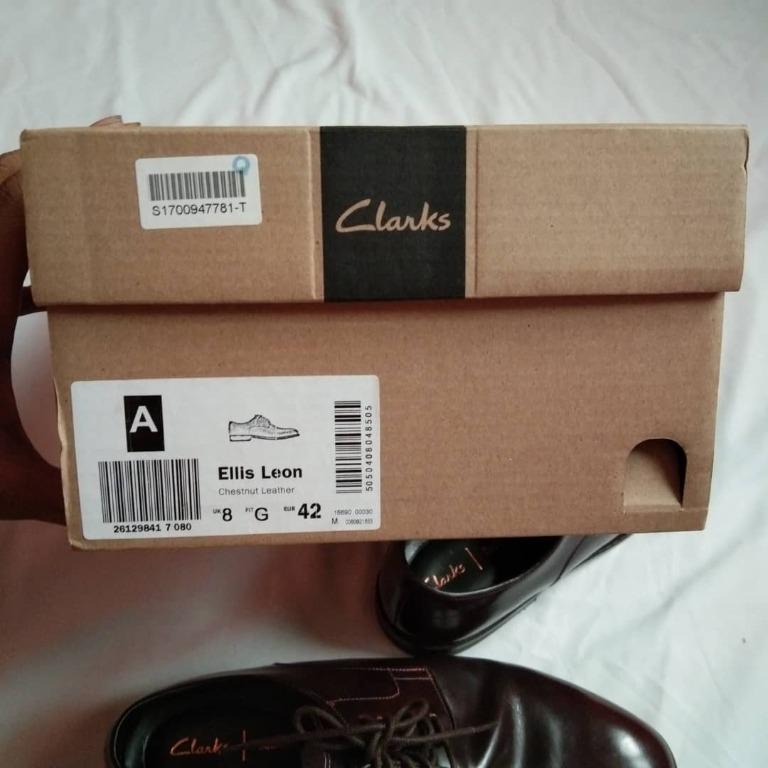 S1700947781-T
Clarks
A
Ellis Leon
Chestnut Leather
26129841 7 080
UK 8 FIT G EUR 42
5050408048505
M
Clarks
Clarks